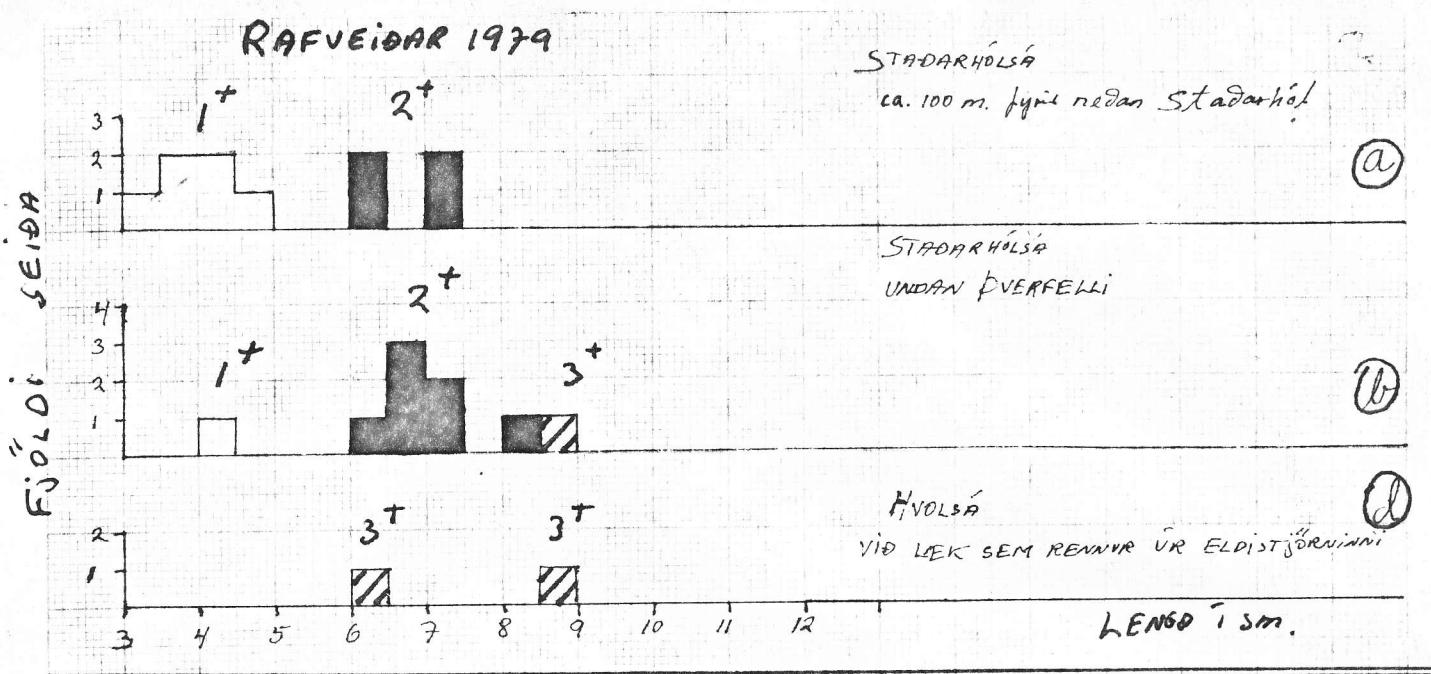 RAFVEIÐAR 1979
STAÐARHÓLSÁ
ca. 100 m. fyrir neðan Staðarhól
a
1+ 2+
3
2
1
FJÖLDI SEIÐA
STAÐARHÓLSÁ
UNDAN ÞVERFELLI
b
1+ 2+ 3+
4
3
2
1
HVOLSÁ
VIÐ LÆK SEM RENNUR ÚR ELDISTJÖRNINNI
d
3+ 3+
2
1
3 4 5 6 7 8 9 10 11 12
LENGD Í SM.